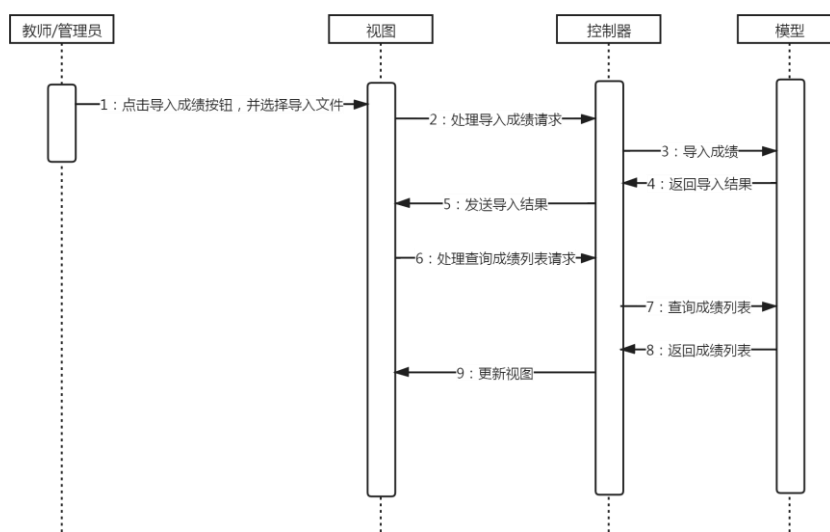 教师/管理员
视图
控制器
模型
1：点击导入成绩按钮，并选择导入文件
2：处理导入成绩请求
3：导入成绩
4：返回导入结果
5：发送导入结果
6：处理查询成绩列表请求
7：查询成绩列表
8：返回成绩列表
9：更新视图